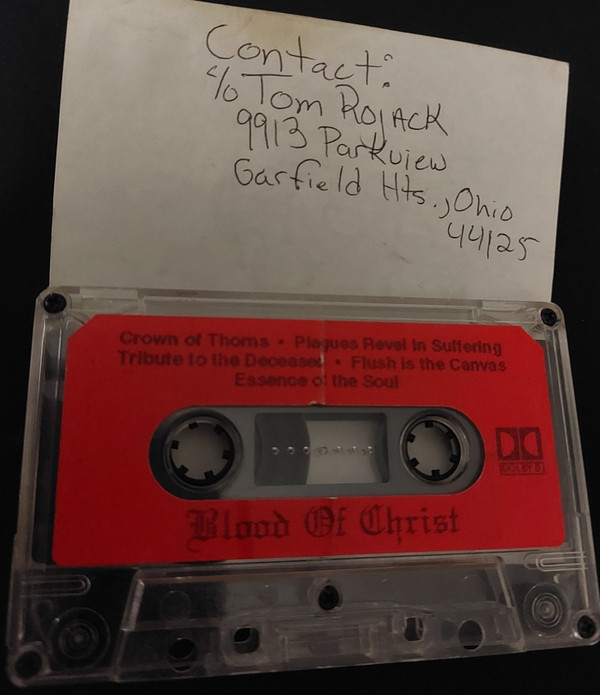 Contact:
c/o Tom Rojack
9913 Parkview
Garfield Hts., Ohio
44125
Crown of Thorns • Plagues Revel In Suffering
Tribute to the Deceased • Flush is the Canvas
Essence of the Soul
DOLBY B
Blood Of Christ